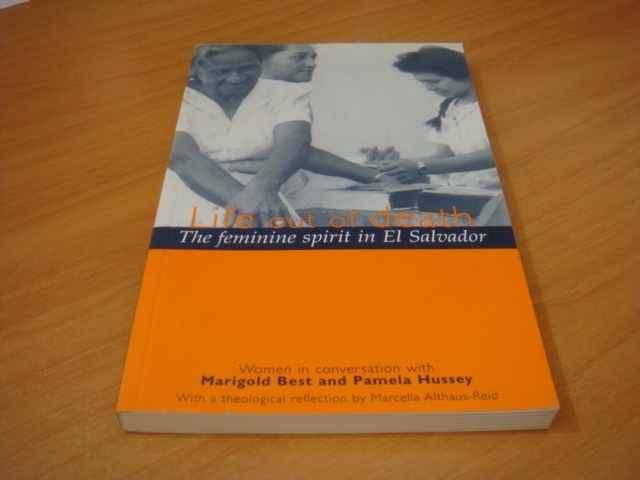 Life out of death
The feminine spirit in El Salvador
Women in conversation with
Marigold Best and Pamela Hussey
With a theological reflection by Marcella Althaus-Reid